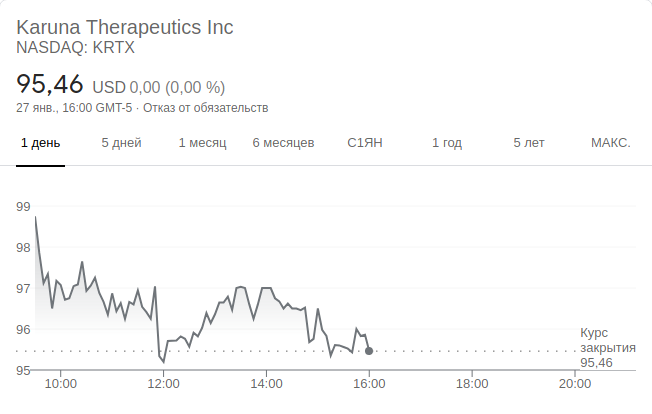 Karuna Therapeutics Inc
NASDAQ: KRTX
95,46 USD 0,00 (0,00 %)
27 янв., 16:00 GMT-5 · Отказ от обязательств
1 день 5 дней 1 месяц 6 месяцев С1ЯН 1 год 5 лет МАКС.
99
98
97
96
95
Курс
закрытия
95,46
10:00 12:00 14:00 16:00 18:00 20:00